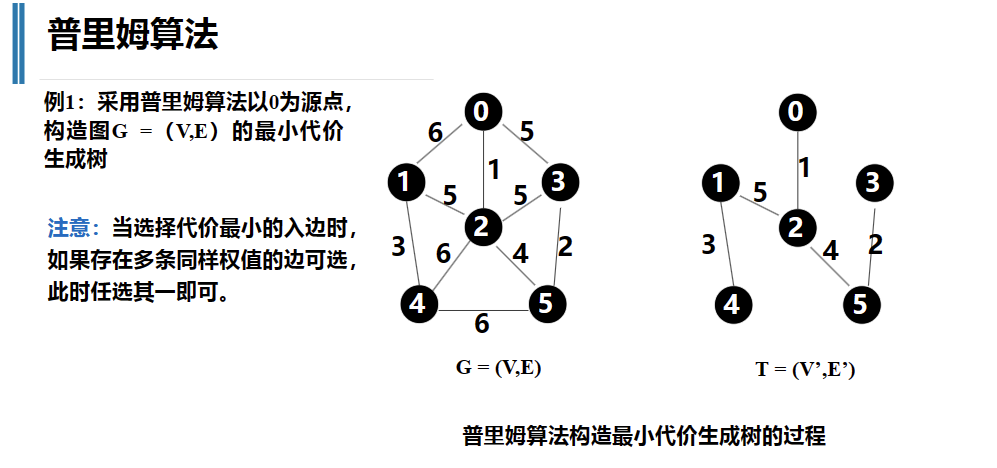 普里姆算法
例1：采用普里姆算法以0为源点，
构造图G =（V,E）的最小代价
生成树
注意：当选择代价最小的入边时，
如果存在多条同样权值的边可选，
此时任选其一即可。
0
6
5
1
1
3
5
5
2
3
6
4
2
4
5
6
G = (V,E)
0
1
1
5
3
2
3
4
2
4
5
T = (V’,E’)
普里姆算法构造最小代价生成树的过程